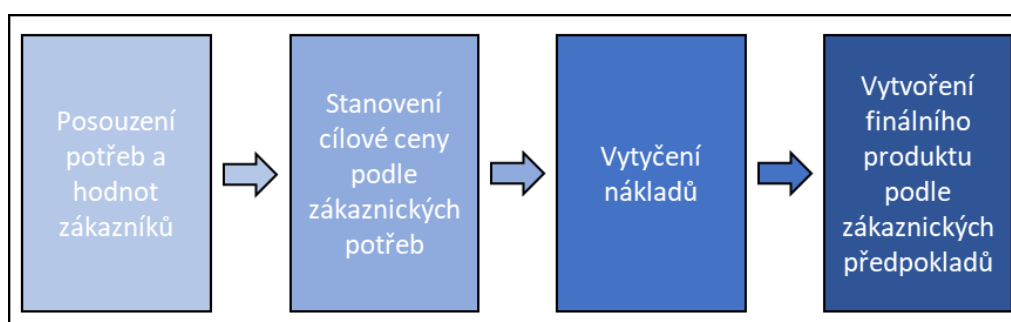 Posouzení
potřeb a
hodnot
zákazníků
Stanovení
cílové ceny
podle
zákaznických
potřeb
Vytyčení
nákladů
Vytvoření
finálního
produktu
podle
zákaznických
předpokladů